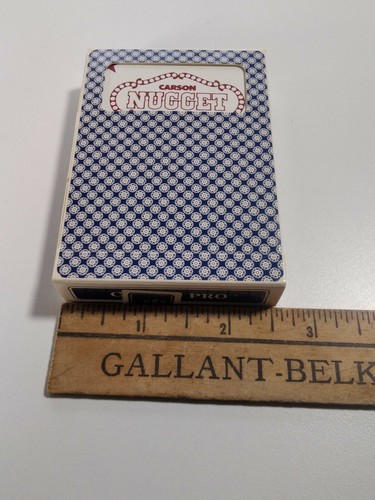 CARSON
NUGGET
PRO
1 2 3
GALLANT-BELK